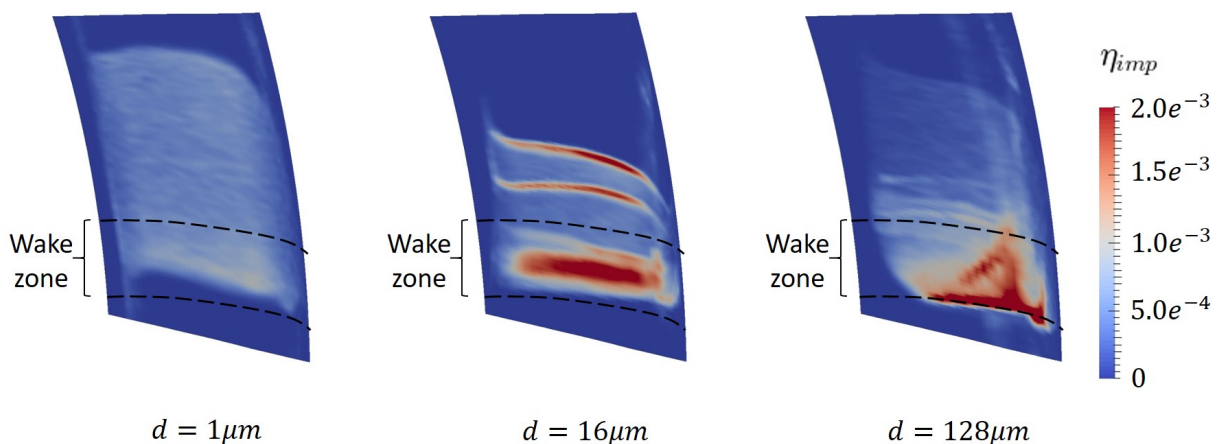 η_imp
2.0e⁻³
1.5e⁻³
1.0e⁻³
5.0e⁻⁴
0
Wake
zone
Wake
zone
Wake
zone
d = 1μm
d = 16μm
d = 128μm